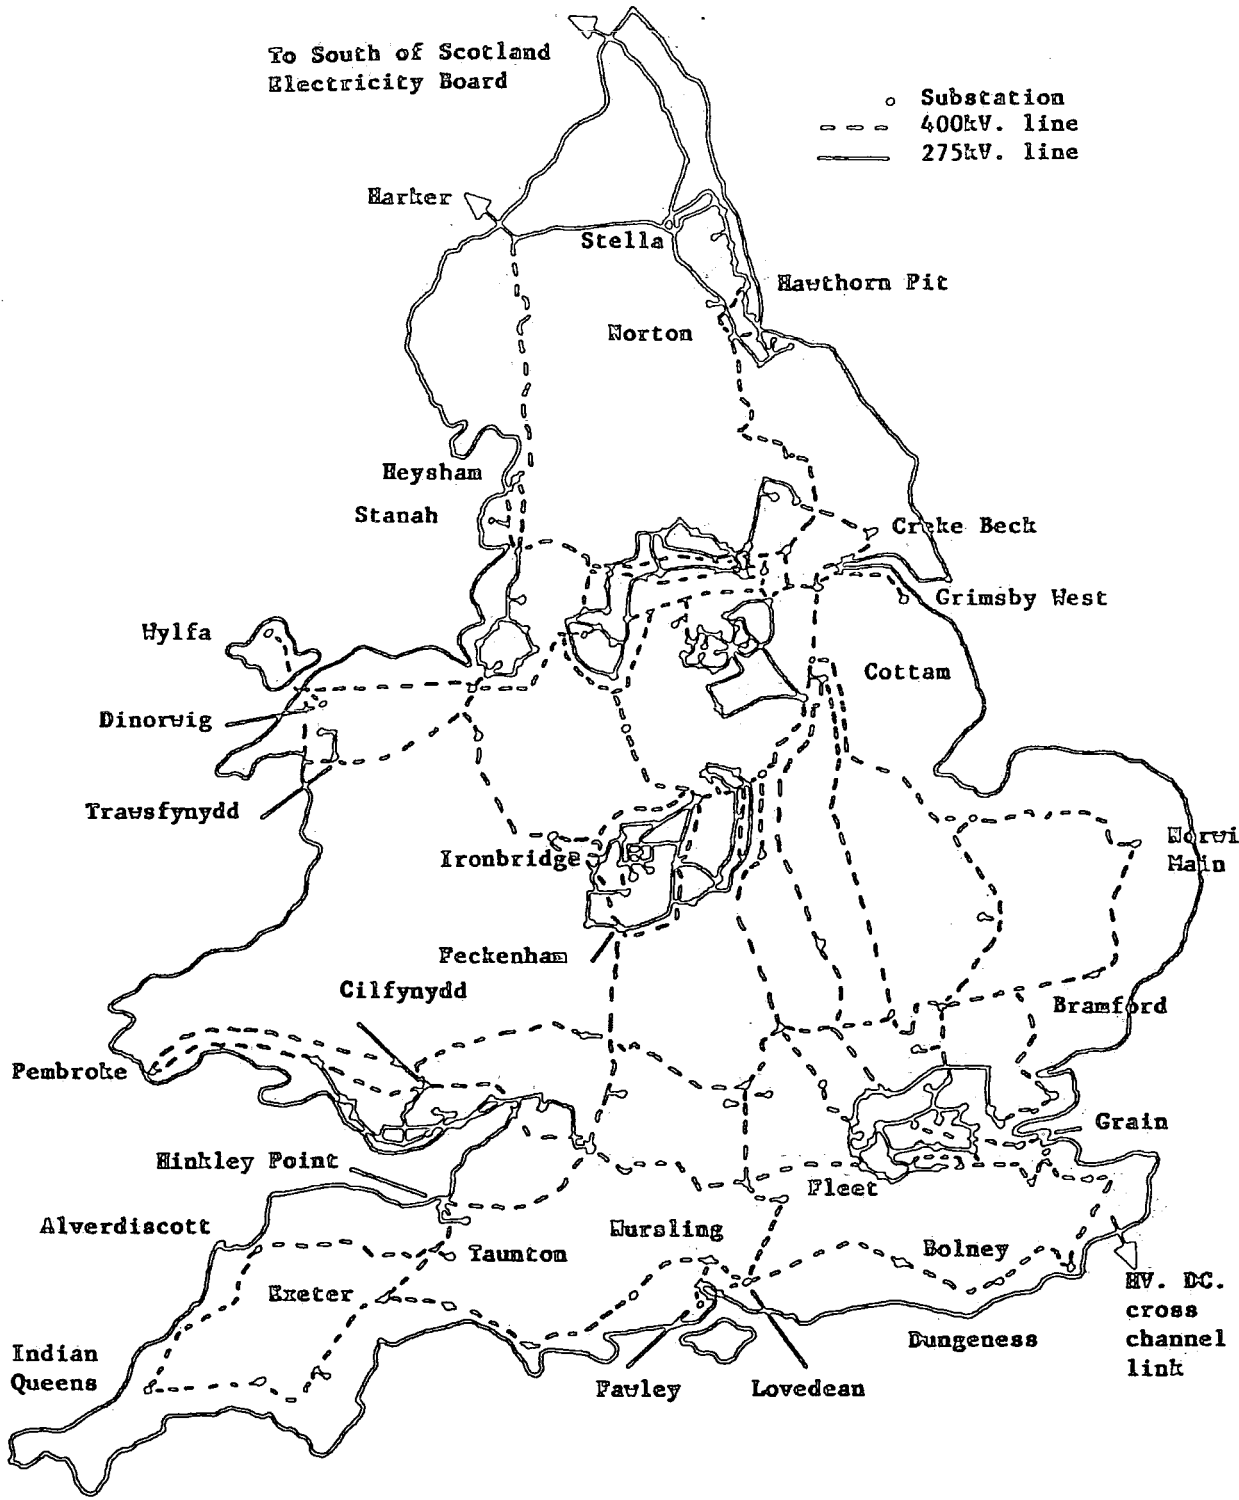 To South of Scotland
Electricity Board
Substation
400kV. line
275kV. line
Harker
Stella
Hawthorn Pit
Norton
Heysham
Stanah
Creke Beck
Grimsby West
Wylfa
Cottam
Dinorwig
Trawsfynydd
Norwi
Main
Ironbridge
Feckenham
Cilfynydd
Bramford
Pembroke
Grain
Hinkley Point
Fleet
Alverdiscott
Nursling
Taunton
Bolney
Exeter
HV. DC.
cross
channel
link
Dungeness
Indian
Queens
Fawley
Lovedean